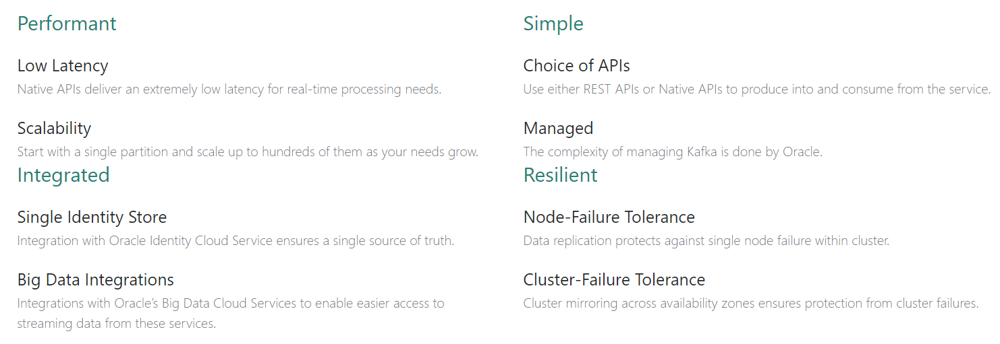 Performant
Low Latency
Native APIs deliver an extremely low latency for real-time processing needs.
Scalability
Start with a single partition and scale up to hundreds of them as your needs grow.
Simple
Choice of APIs
Use either REST APIs or Native APIs to produce into and consume from the service.
Managed
The complexity of managing Kafka is done by Oracle.
Integrated
Single Identity Store
Integration with Oracle Identity Cloud Service ensures a single source of truth.
Big Data Integrations
Integrations with Oracle’s Big Data Cloud Services to enable easier access to
streaming data from these services.
Resilient
Node-Failure Tolerance
Data replication protects against single node failure within cluster.
Cluster-Failure Tolerance
Cluster mirroring across availability zones ensures protection from cluster failures.